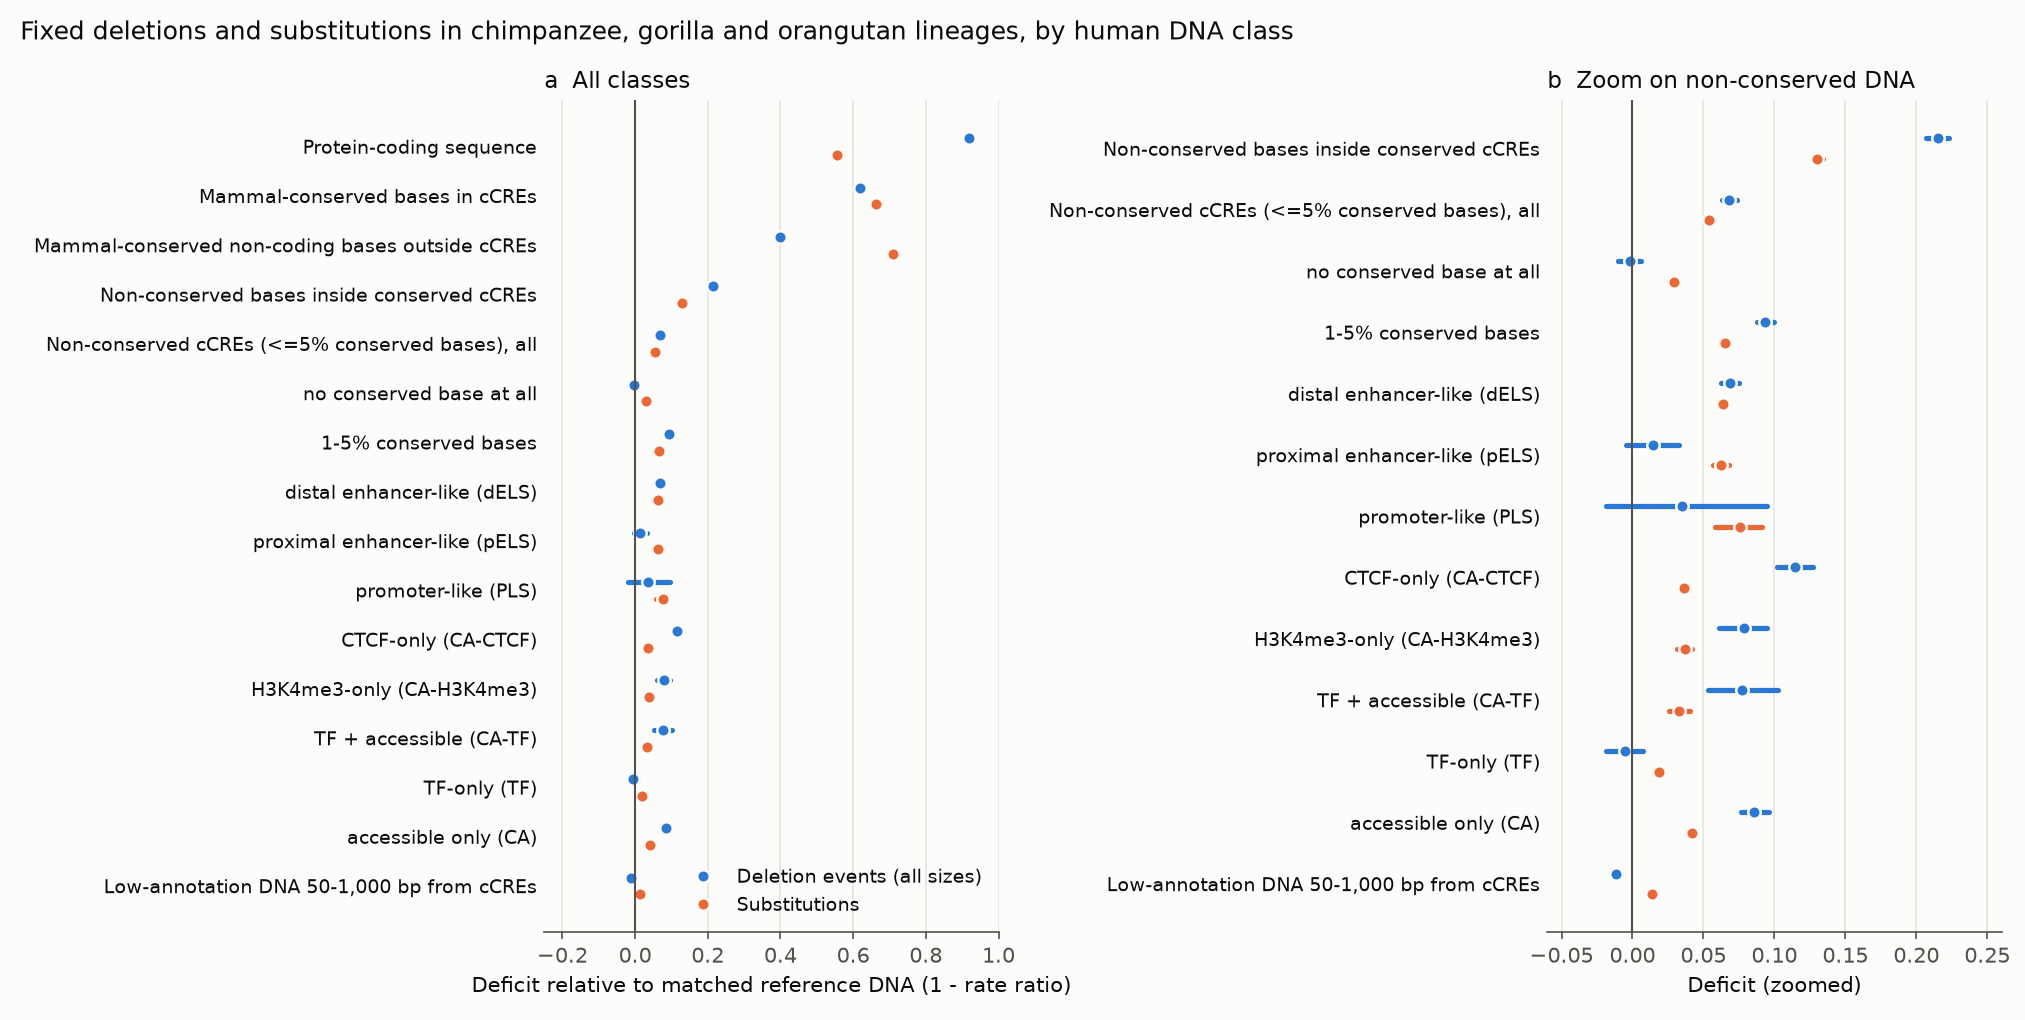 Fixed deletions and substitutions in chimpanzee, gorilla and orangutan lineages, by human DNA class
a All classes
Protein-coding sequence
Mammal-conserved bases in cCREs
Mammal-conserved non-coding bases outside cCREs
Non-conserved bases inside conserved cCREs
Non-conserved cCREs (<=5% conserved bases), all
no conserved base at all
1-5% conserved bases
distal enhancer-like (dELS)
proximal enhancer-like (pELS)
promoter-like (PLS)
CTCF-only (CA-CTCF)
H3K4me3-only (CA-H3K4me3)
TF + accessible (CA-TF)
TF-only (TF)
accessible only (CA)
Low-annotation DNA 50-1,000 bp from cCREs
Deletion events (all sizes)
Substitutions
−0.2 0.0 0.2 0.4 0.6 0.8 1.0
Deficit relative to matched reference DNA (1 - rate ratio)
b Zoom on non-conserved DNA
Non-conserved bases inside conserved cCREs
Non-conserved cCREs (<=5% conserved bases), all
no conserved base at all
1-5% conserved bases
distal enhancer-like (dELS)
proximal enhancer-like (pELS)
promoter-like (PLS)
CTCF-only (CA-CTCF)
H3K4me3-only (CA-H3K4me3)
TF + accessible (CA-TF)
TF-only (TF)
accessible only (CA)
Low-annotation DNA 50-1,000 bp from cCREs
−0.05 0.00 0.05 0.10 0.15 0.20 0.25
Deficit (zoomed)